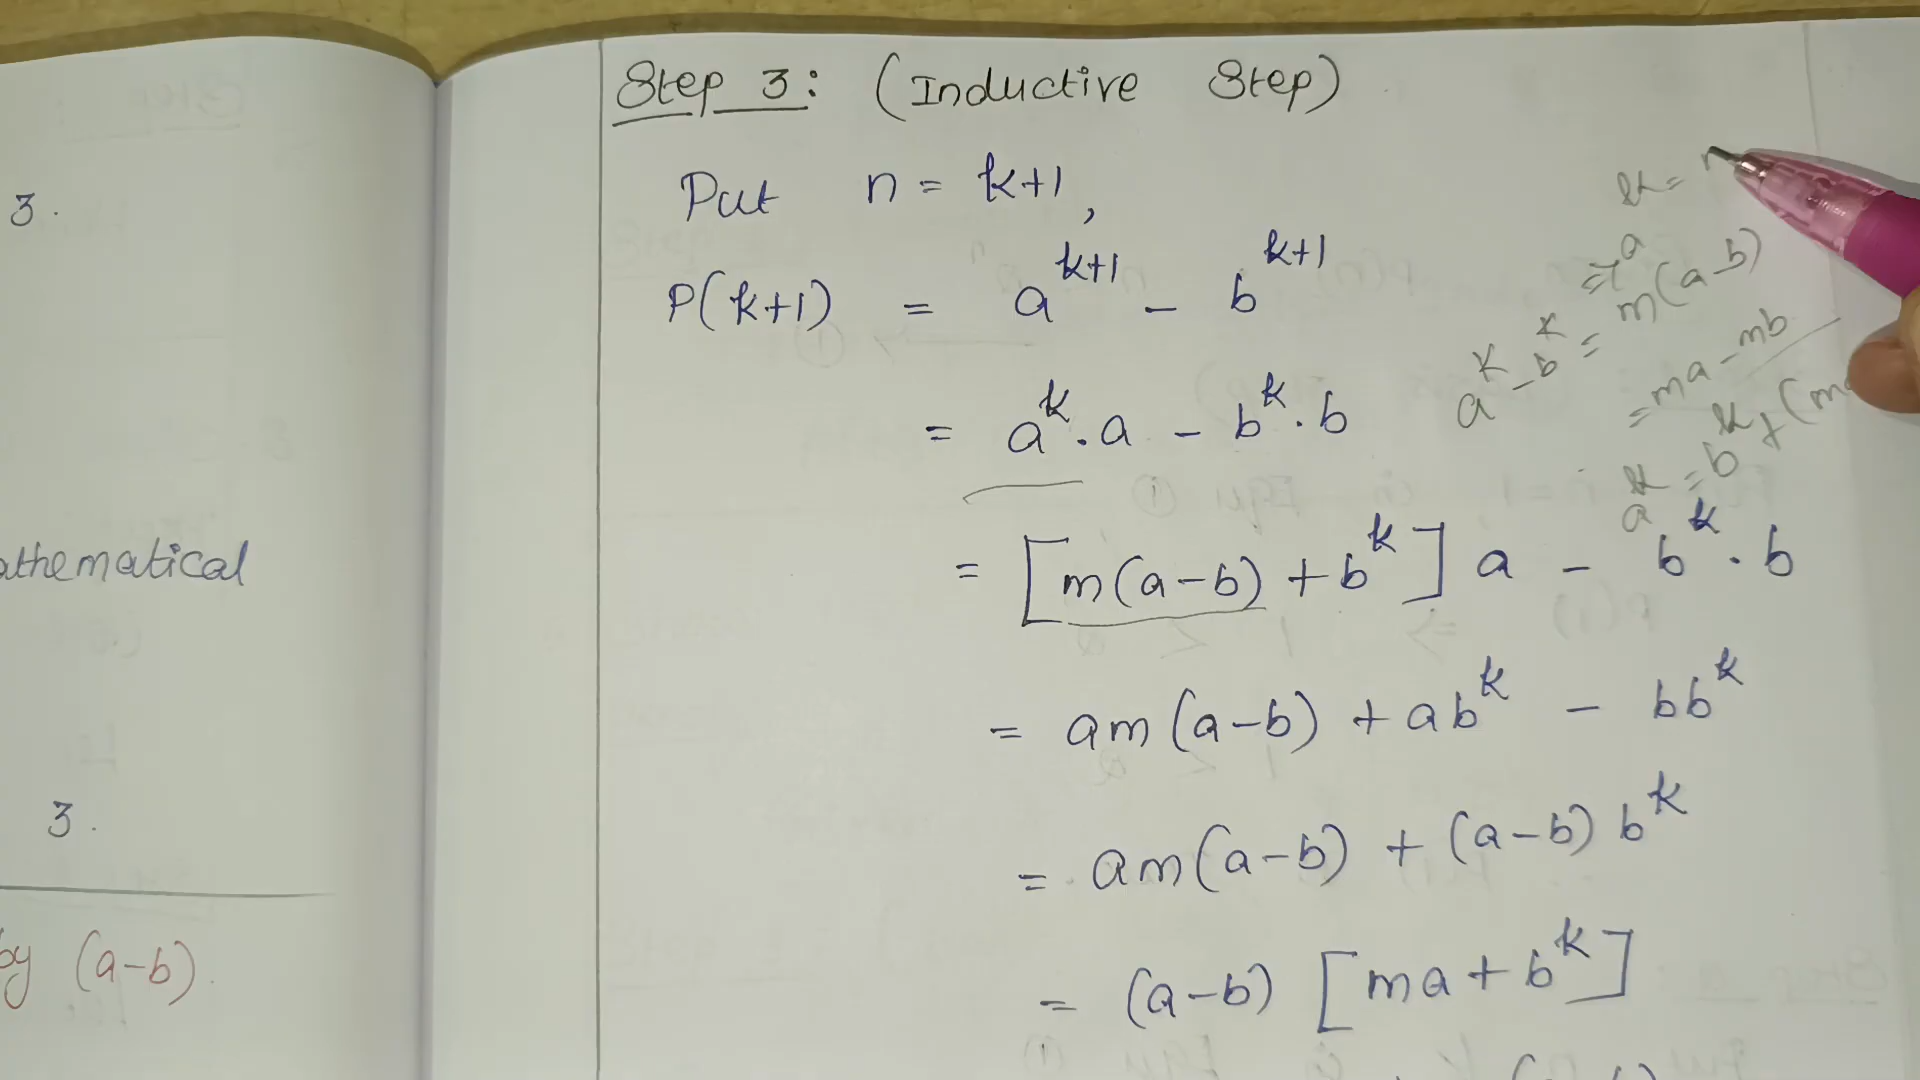 3.
athematical
3.
by (a-b).
Step 3: (Inductive Step)
Put n = k+1,
P(k+1) = a^{k+1} - b^{k+1}
= a^k . a - b^k . b
= [m(a-b) + b^k] a - b^k . b
= am(a-b) + ab^k - bb^k
= am(a-b) + (a-b) b^k
= (a-b) [ma + b^k]
a^k - b^k = m(a-b)
= ma - mb
a^k = b^k + (m